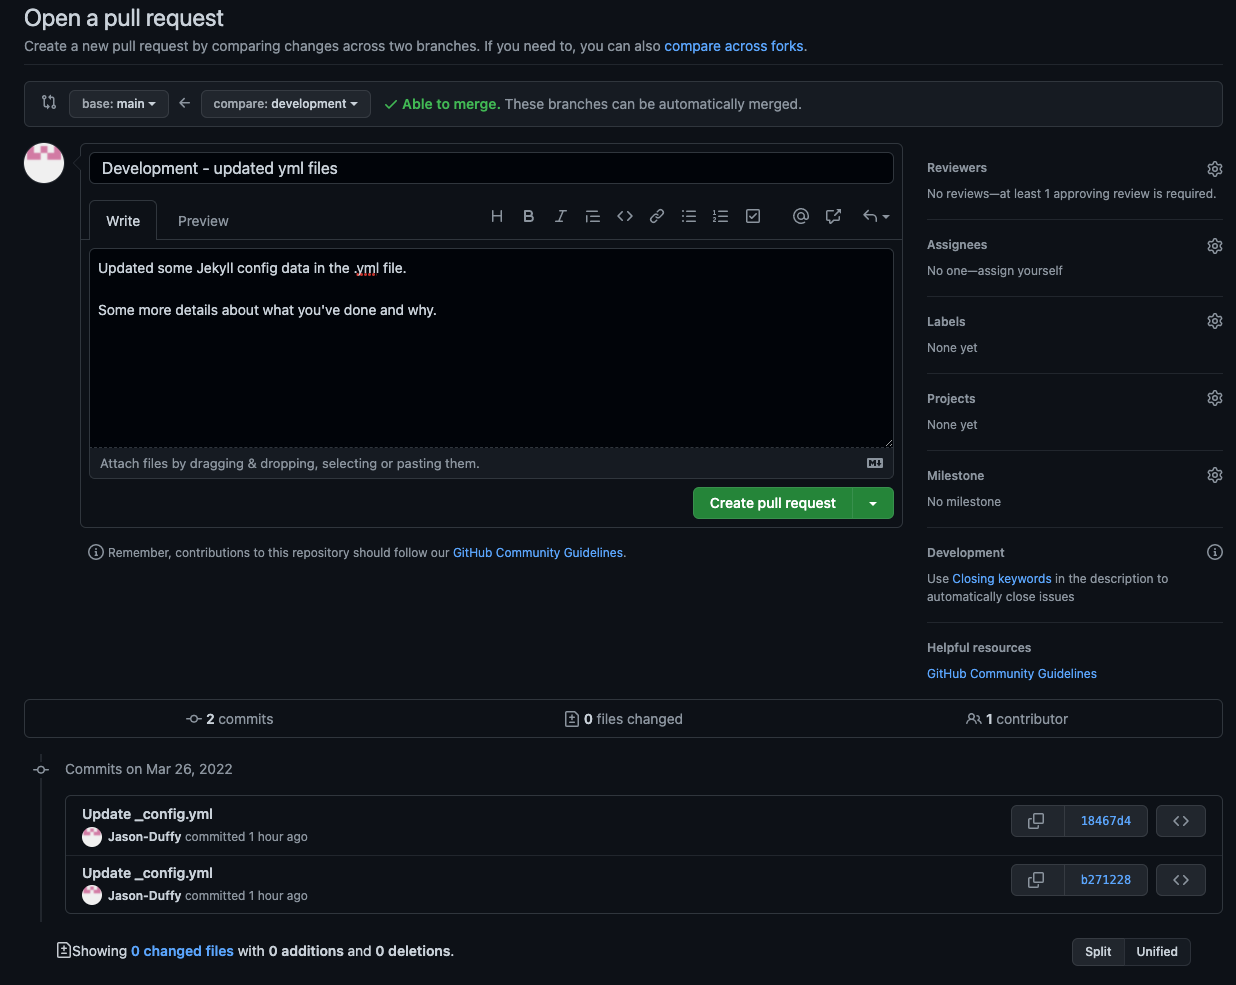 Open a pull request
Create a new pull request by comparing changes across two branches. If you need to, you can also compare across forks.
base: main
compare: development
Able to merge. These branches can be automatically merged.
Development - updated yml files
Write
Preview
Updated some Jekyll config data in the .yml file.
Some more details about what you've done and why.
Attach files by dragging & dropping, selecting or pasting them.
Create pull request
Remember, contributions to this repository should follow our GitHub Community Guidelines.
Reviewers
No reviews—at least 1 approving review is required.
Assignees
No one—assign yourself
Labels
None yet
Projects
None yet
Milestone
No milestone
Development
Use Closing keywords in the description to
automatically close issues
Helpful resources
GitHub Community Guidelines
2 commits
0 files changed
1 contributor
Commits on Mar 26, 2022
Update _config.yml
Jason-Duffy committed 1 hour ago
18467d4
Update _config.yml
Jason-Duffy committed 1 hour ago
b271228
Showing 0 changed files with 0 additions and 0 deletions.
Split
Unified